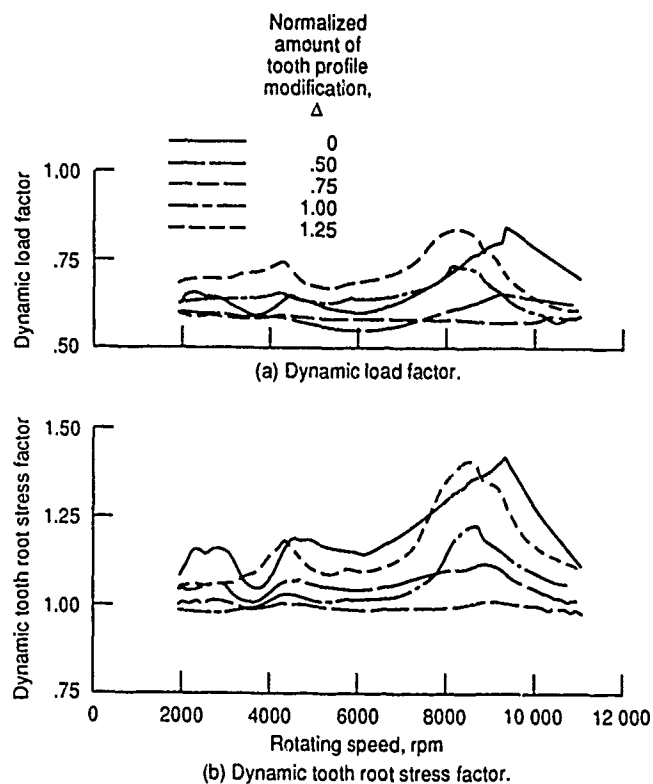 Normalized
amount of
tooth profile
modification,
Δ
0
.50
.75
1.00
1.25
Dynamic load factor
1.00
.75
.50
(a) Dynamic load factor.
Dynamic tooth root stress factor
1.50
1.25
1.00
.75
0 2000 4000 6000 8000 10 000 12 000
Rotating speed, rpm
(b) Dynamic tooth root stress factor.